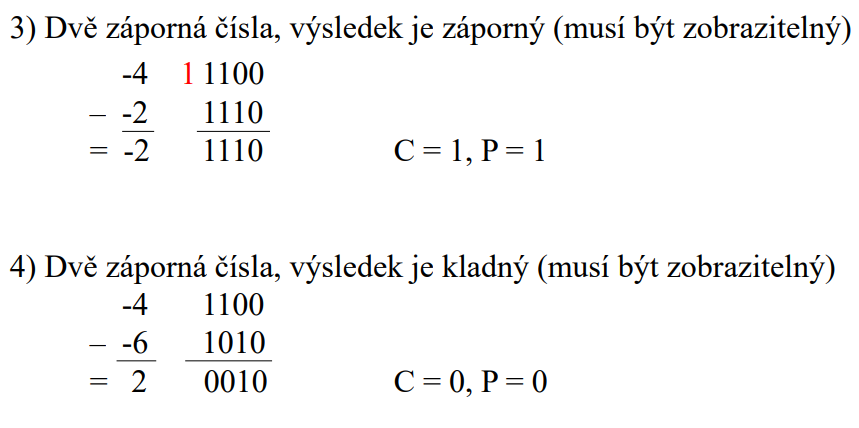 3) Dvě záporná čísla, výsledek je záporný (musí být zobrazitelný)
-4 1 1100
– -2 1110
= -2 1110 C = 1, P = 1
4) Dvě záporná čísla, výsledek je kladný (musí být zobrazitelný)
-4 1100
– -6 1010
= 2 0010 C = 0, P = 0